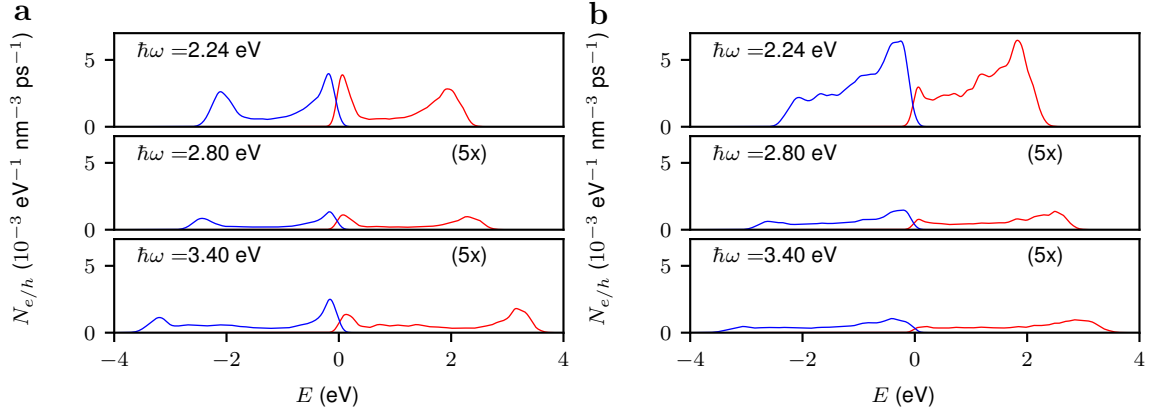 a
ℏω =2.24 eV
5
0
ℏω =2.80 eV
(5x)
5
0
ℏω =3.40 eV
(5x)
5
0
−4
−2
0
2
4
E (eV)
N_{e/h} (10^{−3} eV^{−1} nm^{−3} ps^{−1})
b
ℏω =2.24 eV
5
0
ℏω =2.80 eV
(5x)
5
0
ℏω =3.40 eV
(5x)
5
0
−4
−2
0
2
4
E (eV)
N_{e/h} (10^{−3} eV^{−1} nm^{−3} ps^{−1})